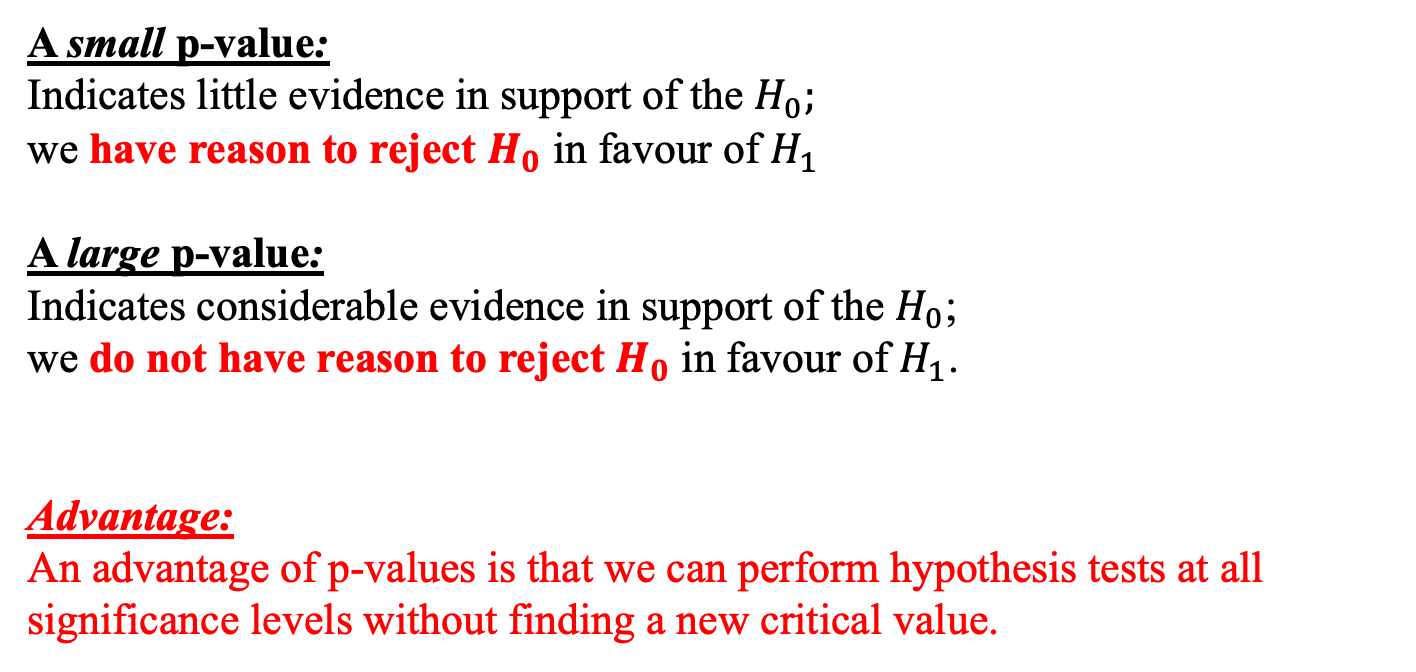 A small p-value:
Indicates little evidence in support of the H₀;
we have reason to reject H₀ in favour of H₁
A large p-value:
Indicates considerable evidence in support of the H₀;
we do not have reason to reject H₀ in favour of H₁.
Advantage:
An advantage of p-values is that we can perform hypothesis tests at all
significance levels without finding a new critical value.